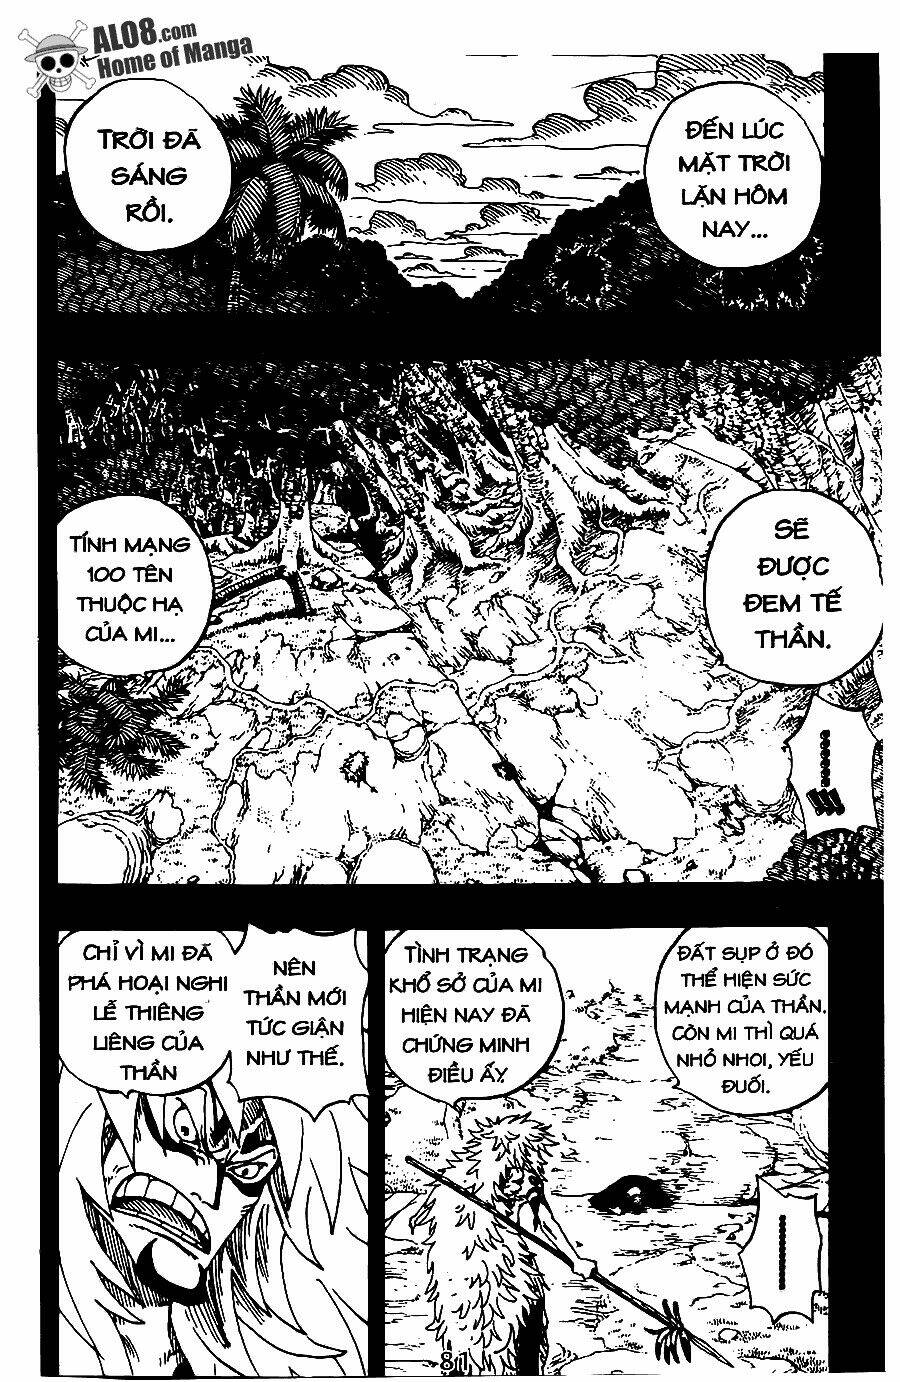 AL08.com
Home of Manga
TRỜI ĐÃ
SÁNG
RỒI.
ĐẾN LÚC
MẶT TRỜI
LẶN HÔM
NAY...
TÍNH MẠNG
100 TÊN
THUỘC HẠ
CỦA MI...
SẼ
ĐƯỢC
ĐEM TẾ
THẦN.
CHỈ VÌ MI ĐÃ
PHÁ HOẠI NGHI
LỄ THIÊNG
LIÊNG CỦA
THẦN
NÊN
THẦN MỚI
TỨC GIẬN
NHƯ THẾ.
TÌNH TRẠNG
KHỔ SỞ CỦA MI
HIỆN NAY ĐÃ
CHỨNG MINH
ĐIỀU ẤY.
ĐẤT SỤP Ở ĐÓ
THỂ HIỆN SỨC
MẠNH CỦA THẦN.
CÒN MI THÌ QUÁ
NHỎ NHOI, YẾU
ĐUỐI.